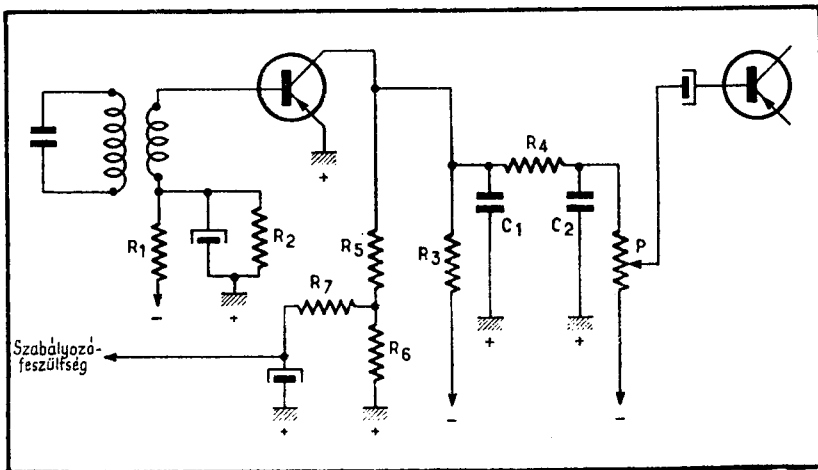 R4
C1
C2
P
+
R1
R2
R5
R3
R7
-
+
Szabályozó-
feszültség
R6
+
+
+
+
-
-